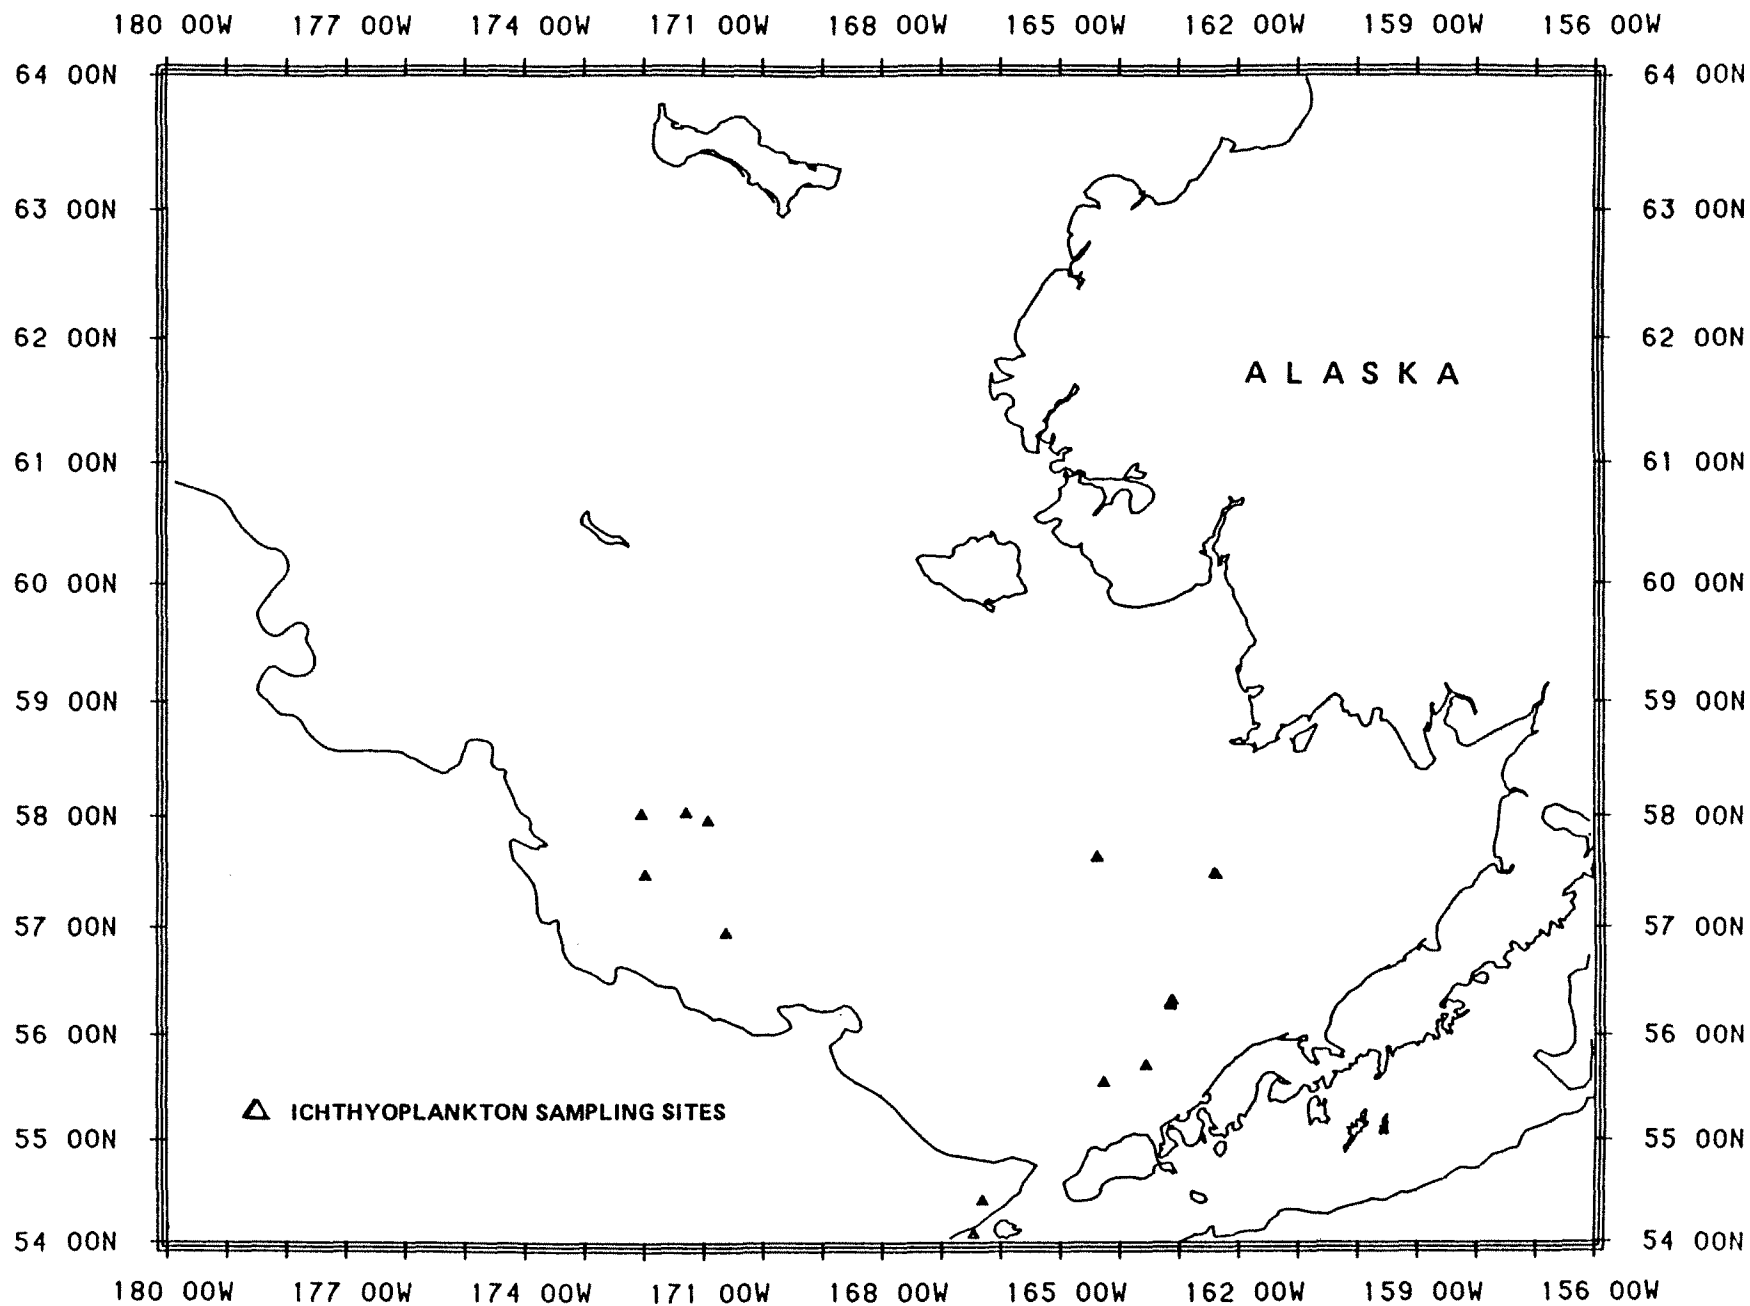 180 00W 177 00W 174 00W 171 00W 168 00W 165 00W 162 00W 159 00W 156 00W
64 00N 64 00N
63 00N 63 00N
62 00N 62 00N
A L A S K A
61 00N 61 00N
60 00N 60 00N
59 00N 59 00N
58 00N 58 00N
57 00N 57 00N
56 00N 56 00N
ICHTHYOPLANKTON SAMPLING SITES
55 00N 55 00N
54 00N 54 00N
180 00W 177 00W 174 00W 171 00W 168 00W 165 00W 162 00W 159 00W 156 00W